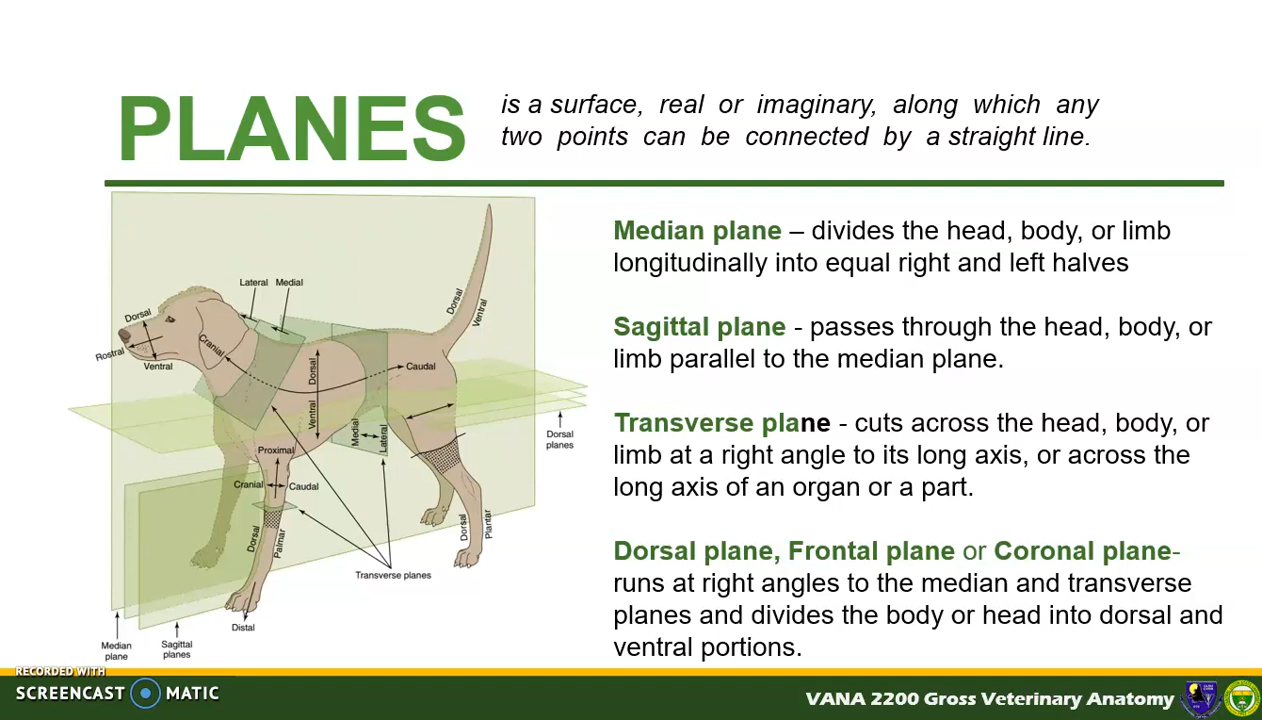 PLANES
is a surface, real or imaginary, along which any
two points can be connected by a straight line.
Median plane – divides the head, body, or limb
longitudinally into equal right and left halves
Sagittal plane - passes through the head, body, or
limb parallel to the median plane.
Transverse plane - cuts across the head, body, or
limb at a right angle to its long axis, or across the
long axis of an organ or a part.
Dorsal plane, Frontal plane or Coronal plane-
runs at right angles to the median and transverse
planes and divides the body or head into dorsal and
ventral portions.
Lateral Medial
Dorsal
Rostral
Ventral
Cranial
Dorsal
Ventral
Caudal
Dorsal
Ventral
Medial
Lateral
Dorsal
planes
Proximal
Cranial Caudal
Dorsal
Palmar
Dorsal
Plantar
Transverse planes
Distal
Median
plane
Sagittal
planes
RECORDED WITH
SCREENCAST MATIC
VANA 2200 Gross Veterinary Anatomy